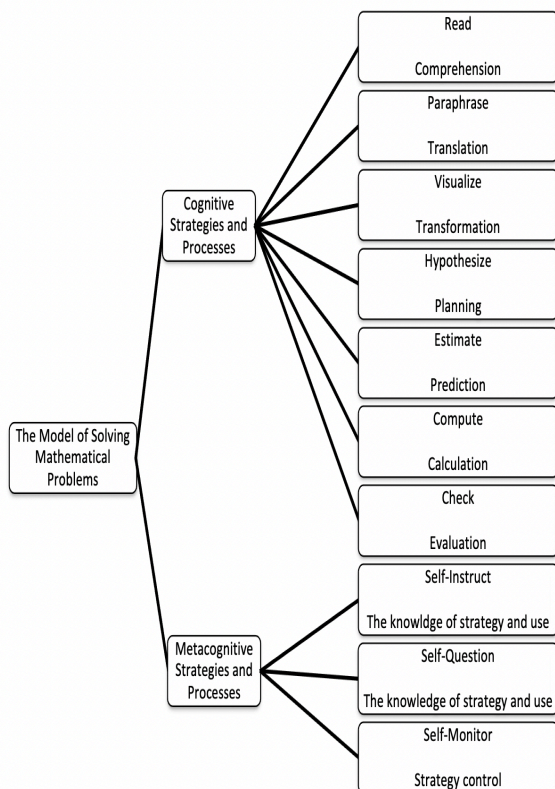 The Model of Solving
Mathematical
Problems
Cognitive
Strategies and
Processes
Read
Comprehension
Paraphrase
Translation
Visualize
Transformation
Hypothesize
Planning
Estimate
Prediction
Compute
Calculation
Check
Evaluation
Metacognitive
Strategies and
Processes
Self-Instruct
The knowldge of strategy and use
Self-Question
The knowledge of strategy and use
Self-Monitor
Strategy control